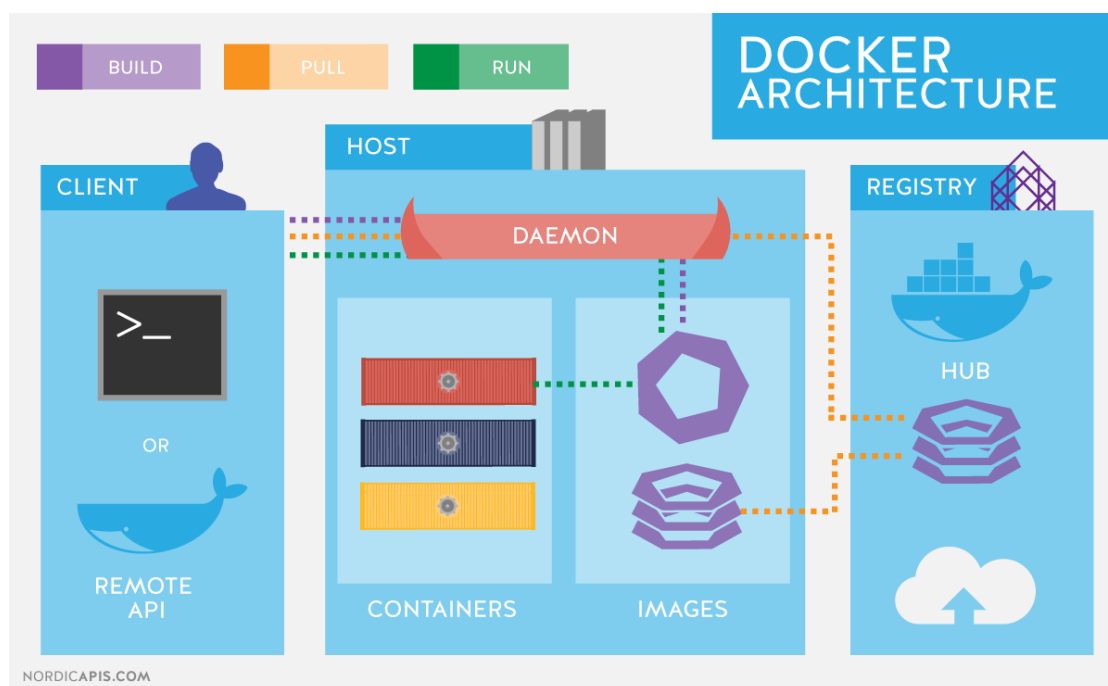 BUILD
PULL
RUN
DOCKER
ARCHITECTURE
HOST
CLIENT
REGISTRY
DAEMON
>_
HUB
OR
REMOTE
API
CONTAINERS
IMAGES
NORDICAPIS.COM